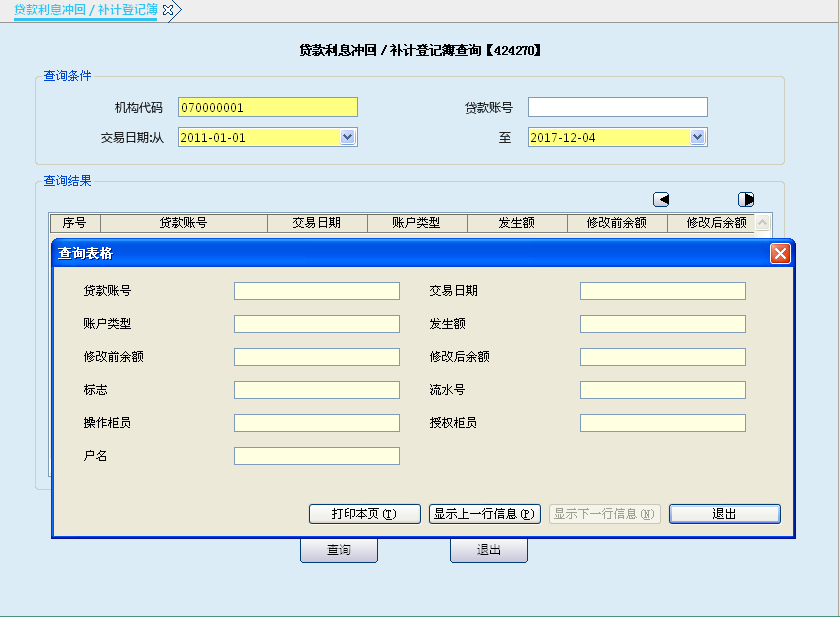 贷款利息冲回 / 补计登记簿
贷款利息冲回 / 补计登记簿查询【424270】
查询条件
机构代码 070000001 贷款账号
交易日期:从 2011-01-01 至 2017-12-04
查询结果
序号 贷款账号 交易日期 账户类型 发生额 修改前余额 修改后余额
查询表格
贷款账号 交易日期
账户类型 发生额
修改前余额 修改后余额
标志 流水号
操作柜员 授权柜员
户名
打印本页(T) 显示上一行信息(P) 显示下一行信息(N) 退出
查询 退出